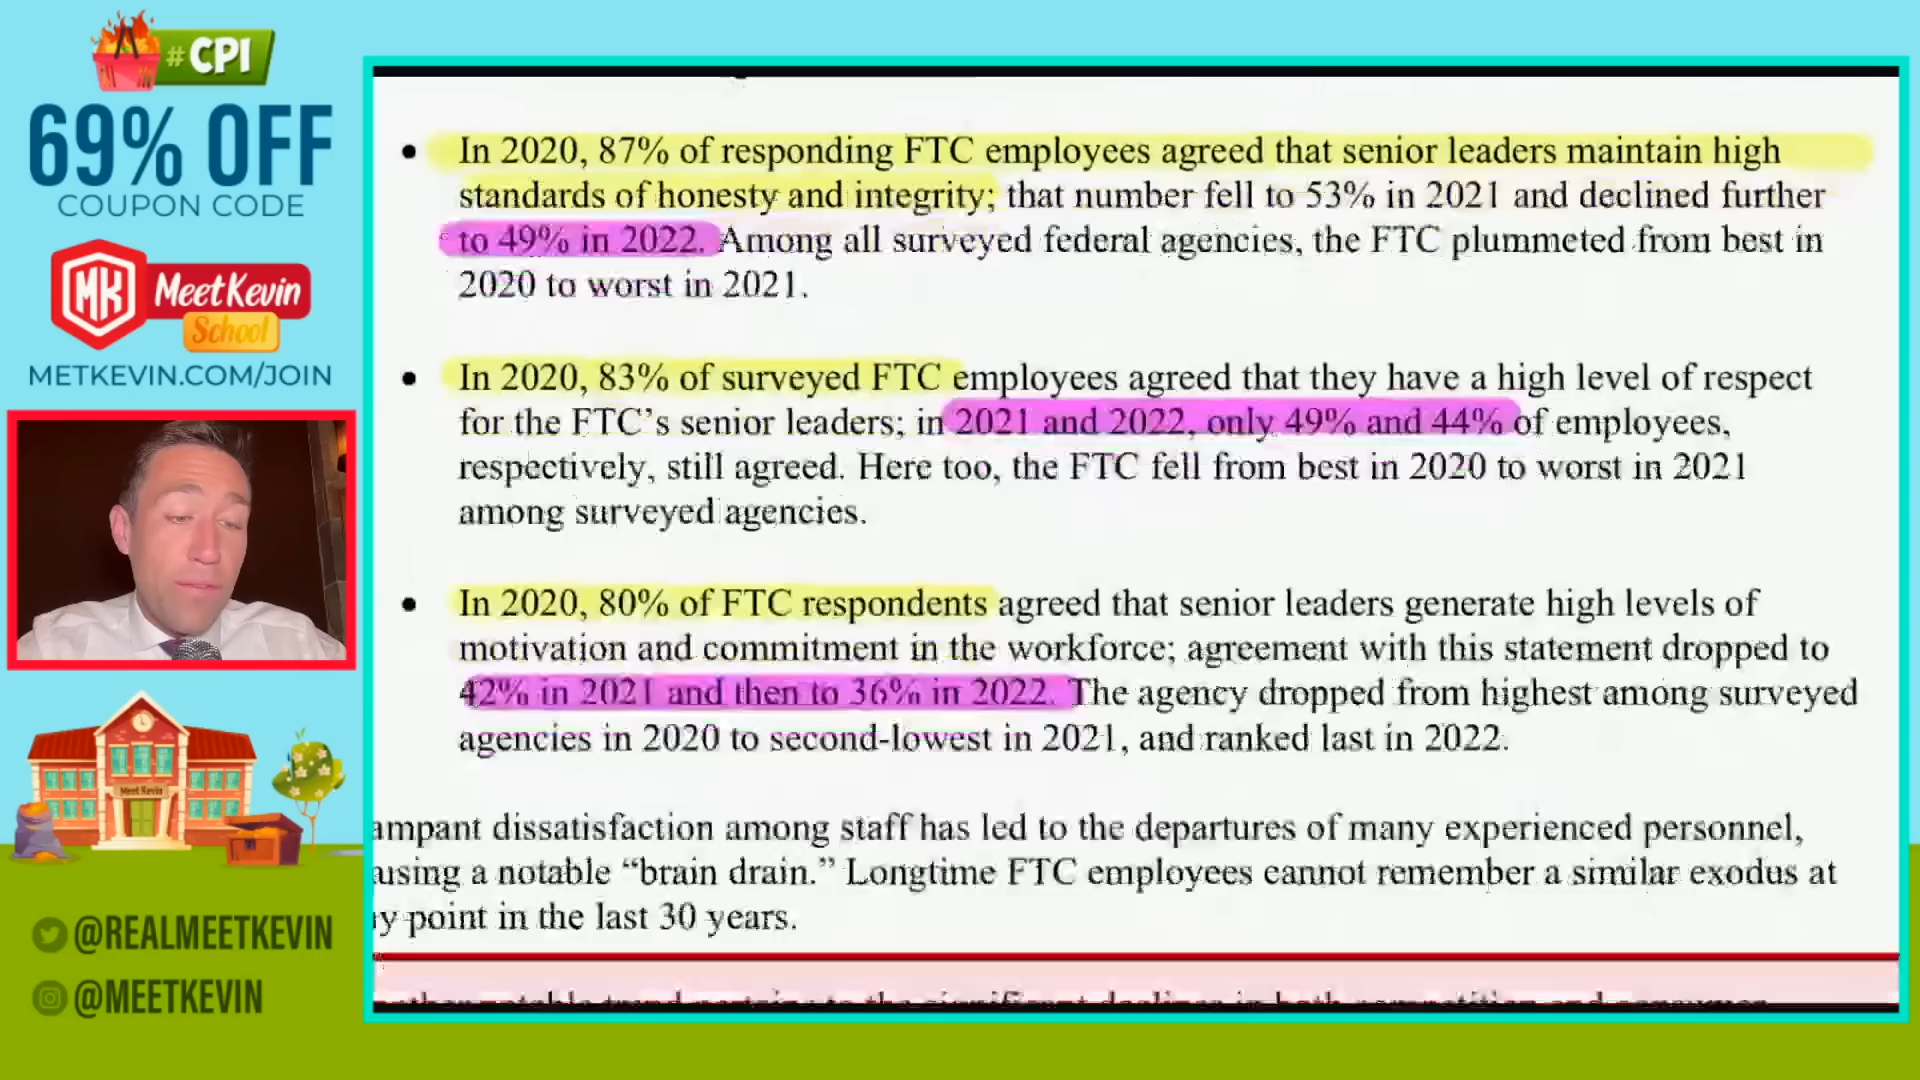 #CPI
69% OFF
COUPON CODE
MK MeetKevin
School
METKEVIN.COM/JOIN
Meet Kevin
@REALMEETKEVIN
@MEETKEVIN
• In 2020, 87% of responding FTC employees agreed that senior leaders maintain high
standards of honesty and integrity; that number fell to 53% in 2021 and declined further
to 49% in 2022. Among all surveyed federal agencies, the FTC plummeted from best in
2020 to worst in 2021.
• In 2020, 83% of surveyed FTC employees agreed that they have a high level of respect
for the FTC's senior leaders; in 2021 and 2022, only 49% and 44% of employees,
respectively, still agreed. Here too, the FTC fell from best in 2020 to worst in 2021
among surveyed agencies.
• In 2020, 80% of FTC respondents agreed that senior leaders generate high levels of
motivation and commitment in the workforce; agreement with this statement dropped to
42% in 2021 and then to 36% in 2022. The agency dropped from highest among surveyed
agencies in 2020 to second-lowest in 2021, and ranked last in 2022.
ampant dissatisfaction among staff has led to the departures of many experienced personnel,
using a notable “brain drain.” Longtime FTC employees cannot remember a similar exodus at
y point in the last 30 years.